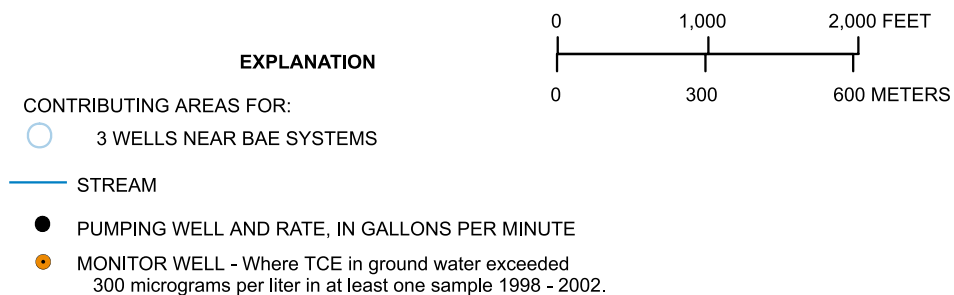 0 1,000 2,000 FEET
EXPLANATION
0 300 600 METERS
CONTRIBUTING AREAS FOR:
3 WELLS NEAR BAE SYSTEMS
STREAM
PUMPING WELL AND RATE, IN GALLONS PER MINUTE
MONITOR WELL - Where TCE in ground water exceeded
300 micrograms per liter in at least one sample 1998 - 2002.